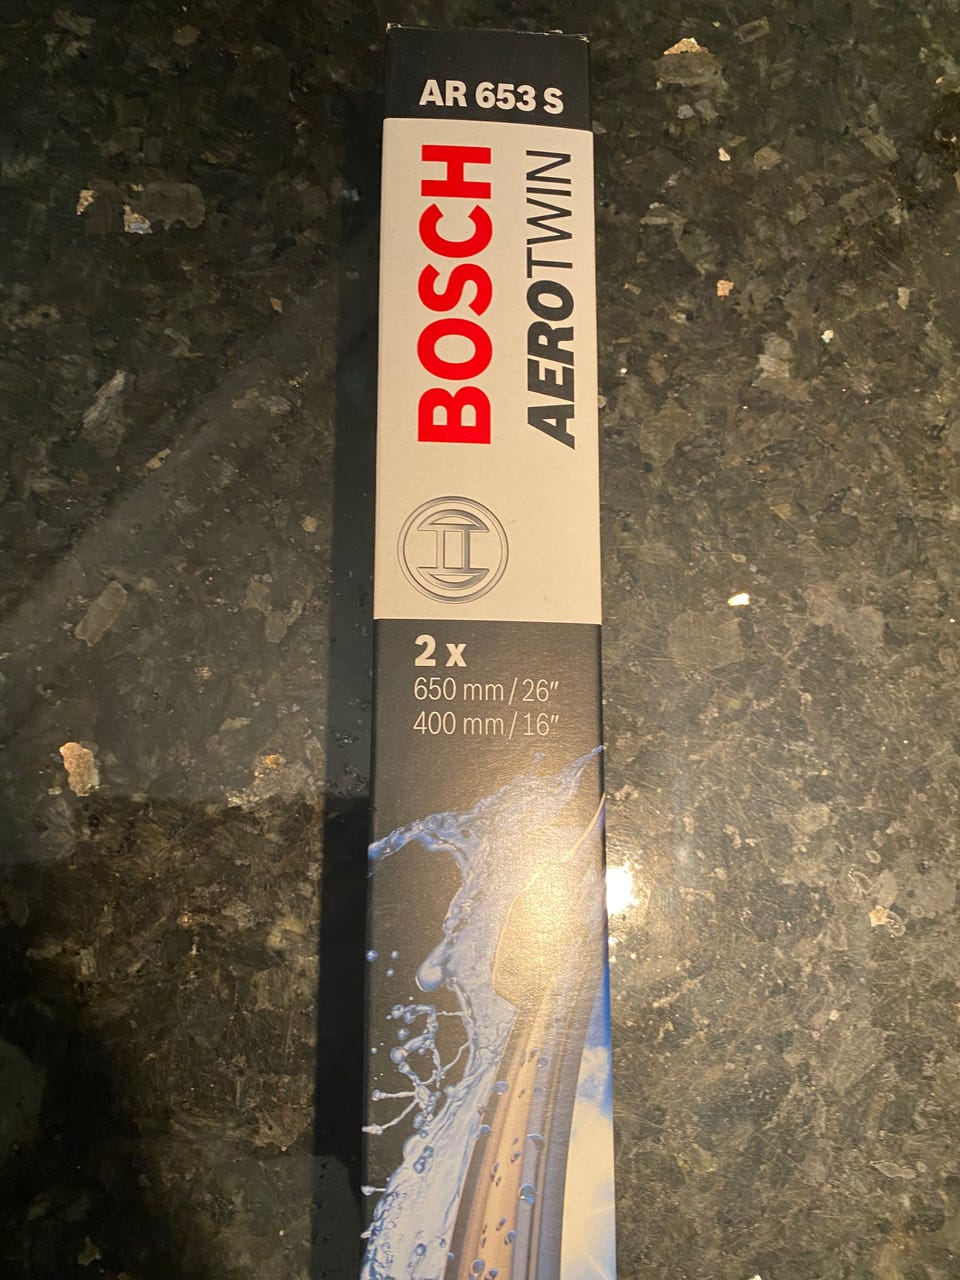 AR 653 S
BOSCH
AEROTWIN
2 x
650 mm / 26″
400 mm / 16″